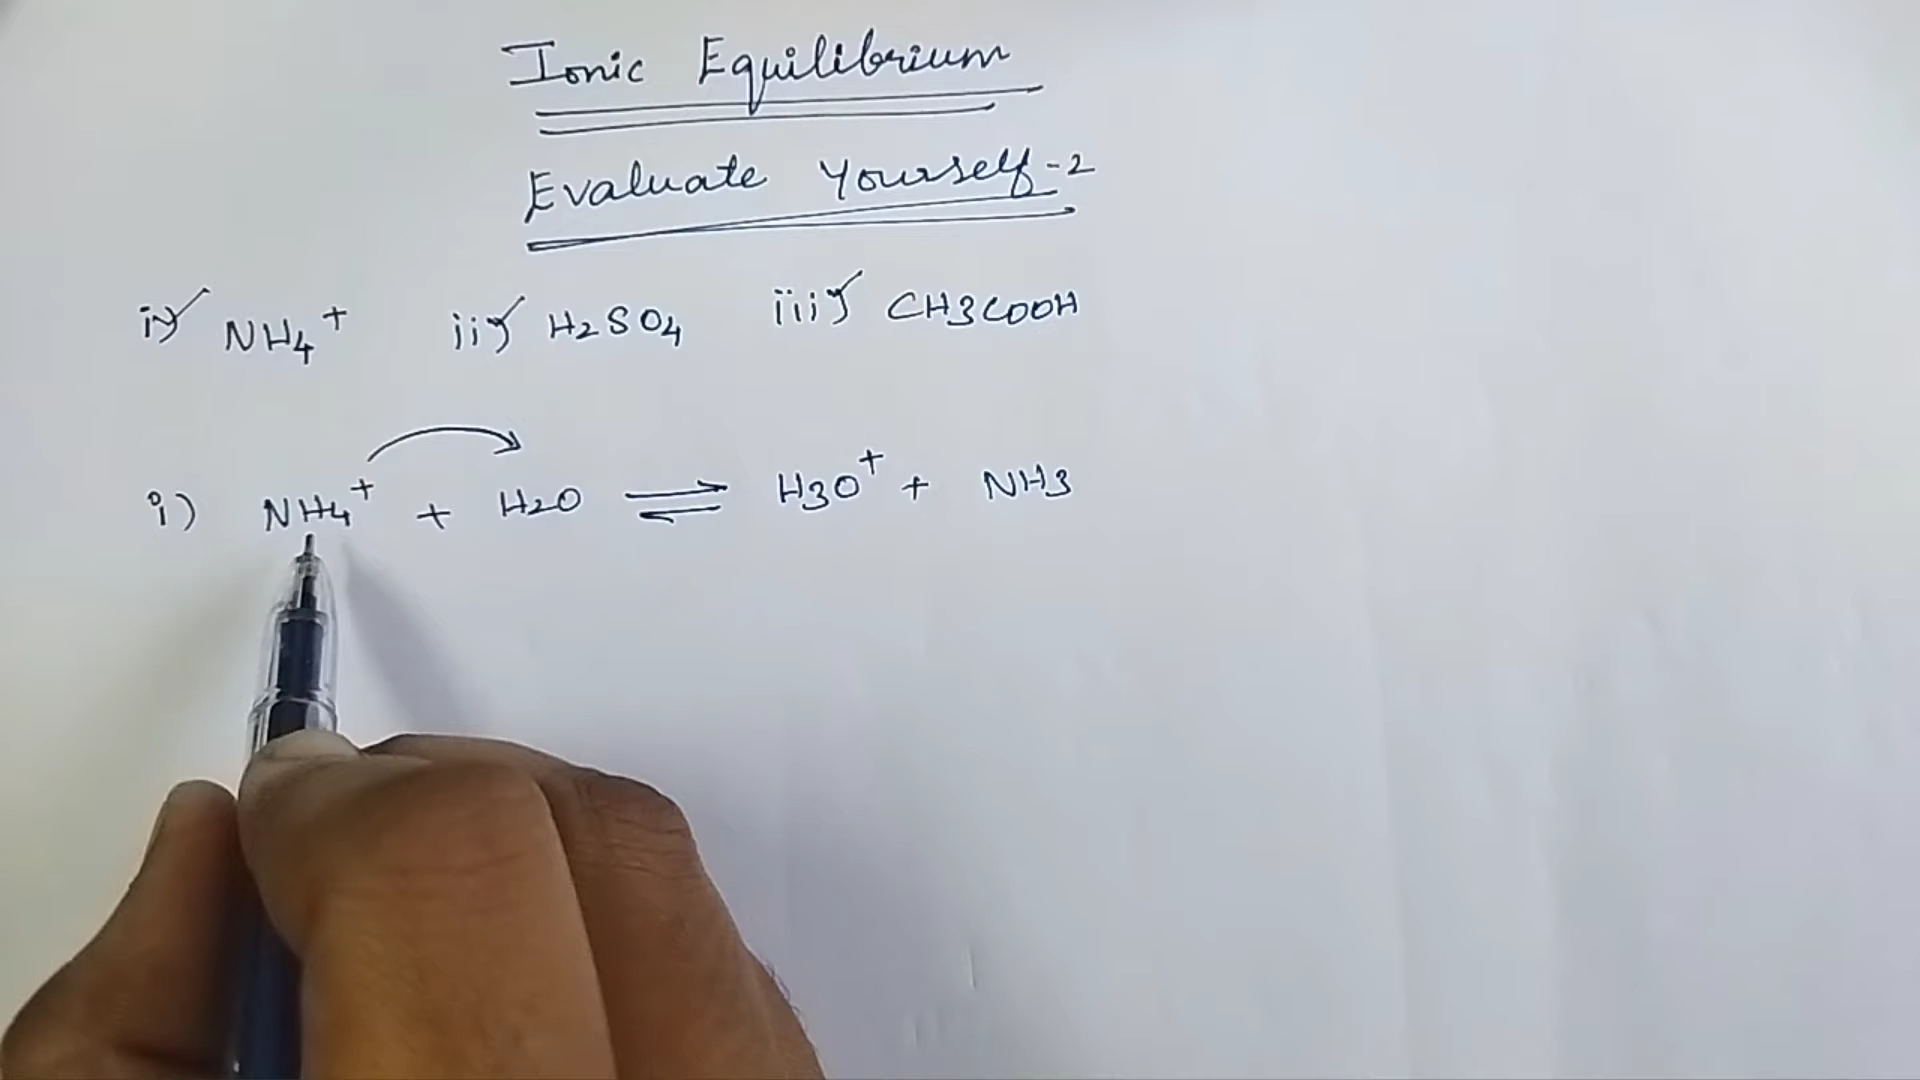 Ionic Equilibrium
Evaluate Yourself-2
i) NH4+ ii) H2SO4 iii) CH3COOH
i) NH4+ + H2O ⇌ H3O+ + NH3